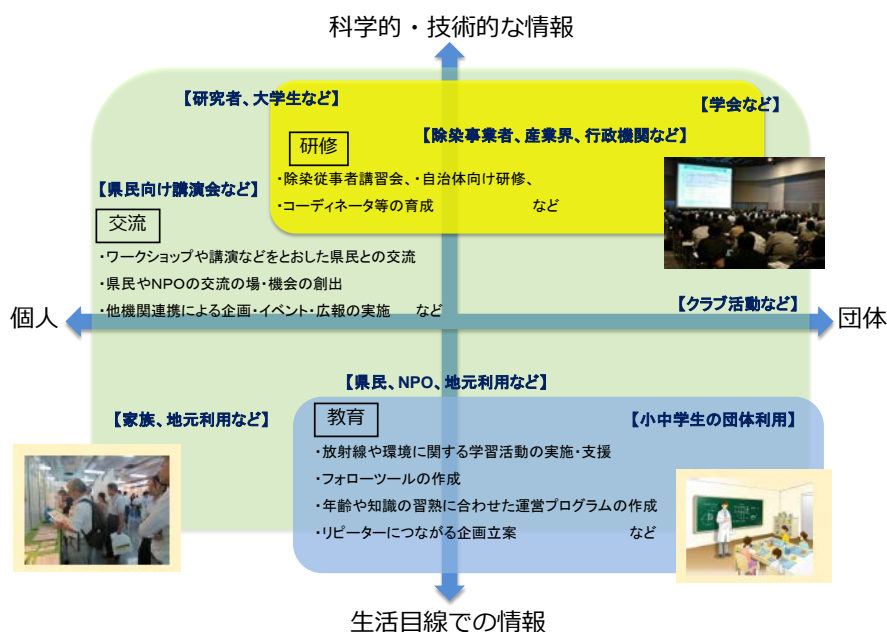 科学的・技術的な情報
【研究者、大学生など】
【学会など】
【除染事業者、産業界、行政機関など】
研修
・除染従事者講習会、・自治体向け研修、
・コーディネータ等の育成 など
【県民向け講演会など】
交流
・ワークショップや講演などをとおした県民との交流
・県民やNPOの交流の場・機会の創出
・他機関連携による企画・イベント・広報の実施 など
【クラブ活動など】
個人
団体
【県民、NPO、地元利用など】
【家族、地元利用など】
教育
【小中学生の団体利用】
・放射線や環境に関する学習活動の実施・支援
・フォローツールの作成
・年齢や知識の習熟に合わせた運営プログラムの作成
・リピーターにつながる企画立案 など
生活目線での情報